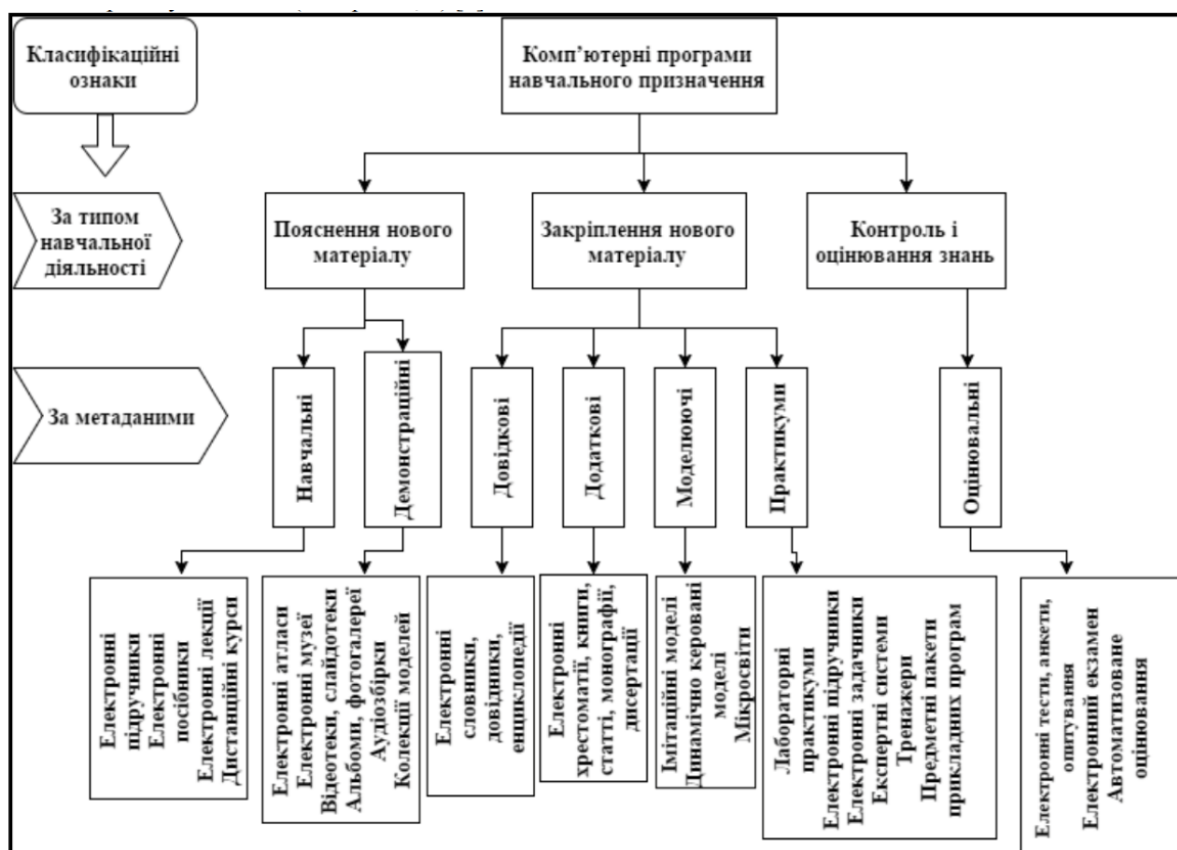 Класифікаційні
ознаки
Комп’ютерні програми
навчального призначення
За типом
навчальної
діяльності
Пояснення нового
матеріалу
Закріплення нового
матеріалу
Контроль і
оцінювання знань
За метаданими
Навчальні
Демонстраційні
Довідкові
Додаткові
Моделюючі
Практикуми
Оцінювальні
Електронні
підручники
Електронні
посібники
Електронні лекції
Дистанційні курси
Електронні атласи
Електронні музеї
Відеотеки, слайдотеки
Альбоми, фотогалереї
Аудіозбірки
Колекції моделей
Електронні
словники,
довідники,
енциклопедії
Електронні
хрестоматії, книги,
статті, монографії,
дисертації
Імітаційні моделі
Динамічно керовані
моделі
Мікросвіти
Лабораторні
практикуми
Електронні підручники
Електронні задачники
Експертні системи
Тренажери
Предметні пакети
прикладних програм
Електронні тести, анкети,
опитування
Електронний екзамен
Автоматизоване
оцінювання